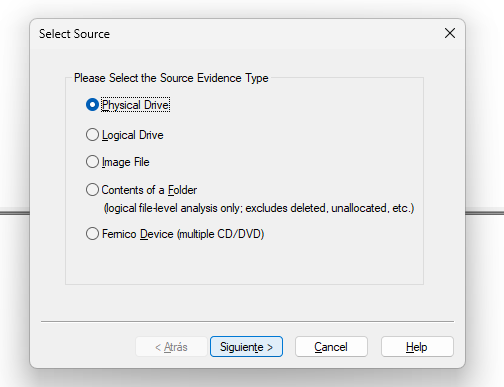 Select Source
Please Select the Source Evidence Type
Physical Drive
Logical Drive
Image File
Contents of a Folder
(logical file-level analysis only; excludes deleted, unallocated, etc.)
Fernico Device (multiple CD/DVD)
< Atrás Siguiente > Cancel Help